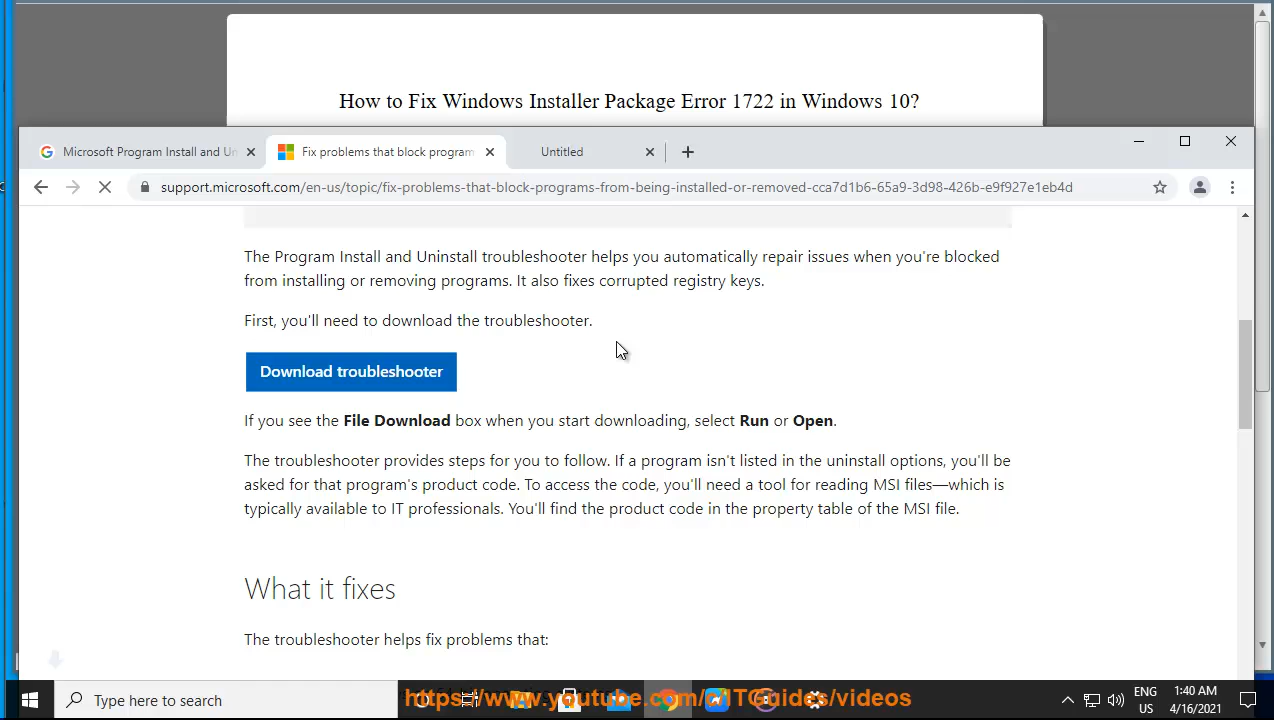 How to Fix Windows Installer Package Error 1722 in Windows 10?
Microsoft Program Install and Un
Fix problems that block program
Untitled
support.microsoft.com/en-us/topic/fix-problems-that-block-programs-from-being-installed-or-removed-cca7d1b6-65a9-3d98-426b-e9f927e1eb4d
The Program Install and Uninstall troubleshooter helps you automatically repair issues when you're blocked
from installing or removing programs. It also fixes corrupted registry keys.
First, you'll need to download the troubleshooter.
Download troubleshooter
If you see the File Download box when you start downloading, select Run or Open.
The troubleshooter provides steps for you to follow. If a program isn't listed in the uninstall options, you'll be
asked for that program's product code. To access the code, you'll need a tool for reading MSI files—which is
typically available to IT professionals. You'll find the product code in the property table of the MSI file.
What it fixes
The troubleshooter helps fix problems that:
Type here to search
ENG
US
1:40 AM
4/16/2021